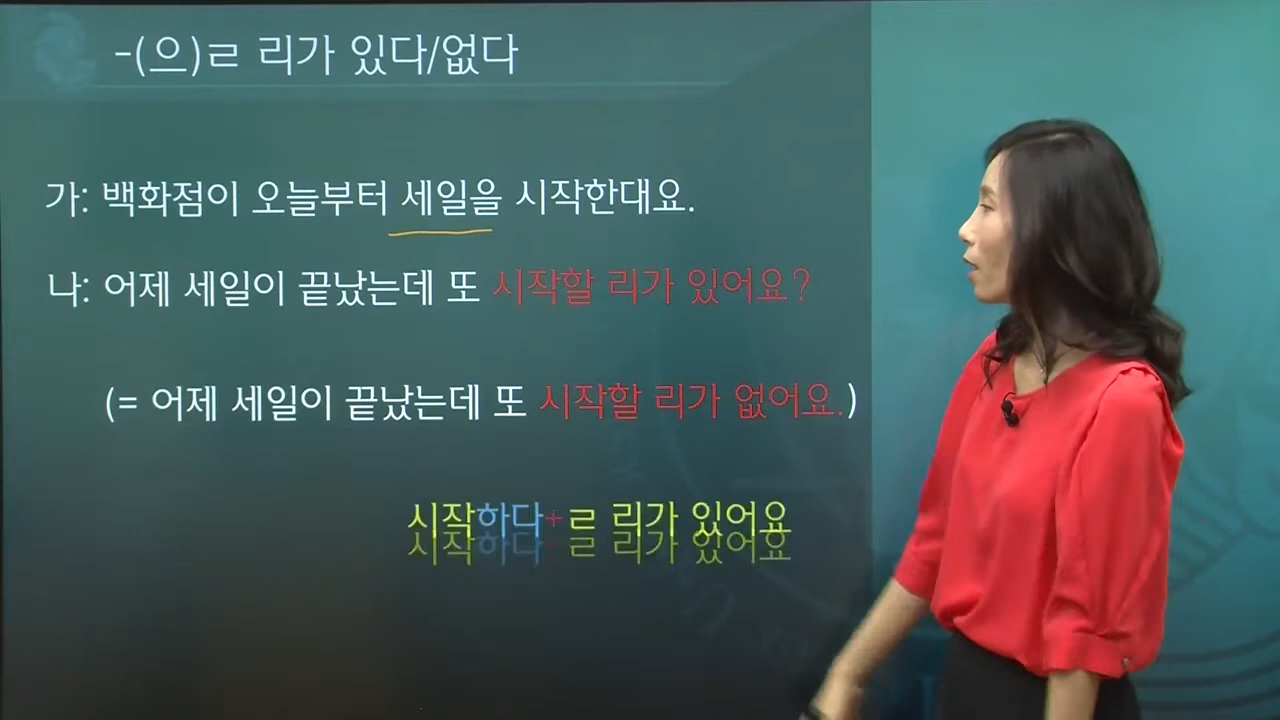 -(으)ㄹ 리가 있다/없다
가: 백화점이 오늘부터 세일을 시작한대요.
나: 어제 세일이 끝났는데 또 시작할 리가 있어요?
(= 어제 세일이 끝났는데 또 시작할 리가 없어요.)
시작하다+ㄹ 리가 있어요